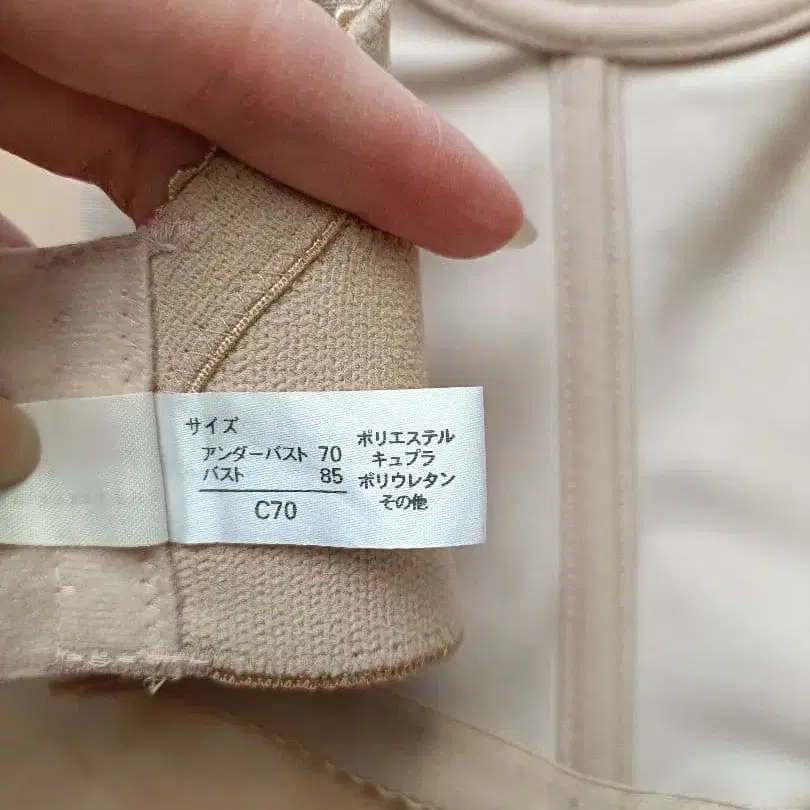 サイズ
アンダーバスト 70
バスト 85
C70
ポリエステル
キュプラ
ポリウレタン
その他